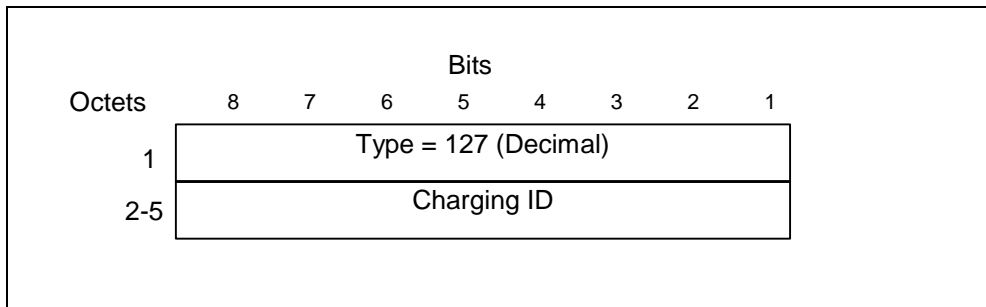 Bits
Octets 8 7 6 5 4 3 2 1
1 Type = 127 (Decimal)
2-5 Charging ID